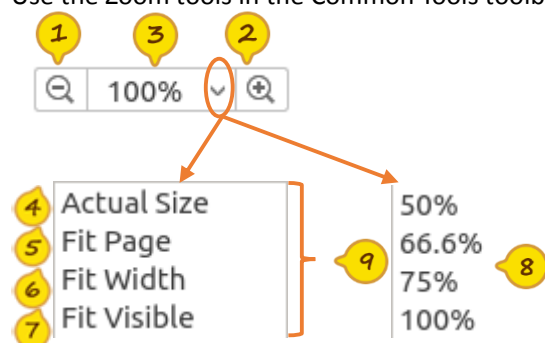 Use the Zoom tools in the Common Tools toolb
1 3 2
100%
4 Actual Size
5 Fit Page
6 Fit Width
7 Fit Visible
9
50%
66.6%
75%
100%
8